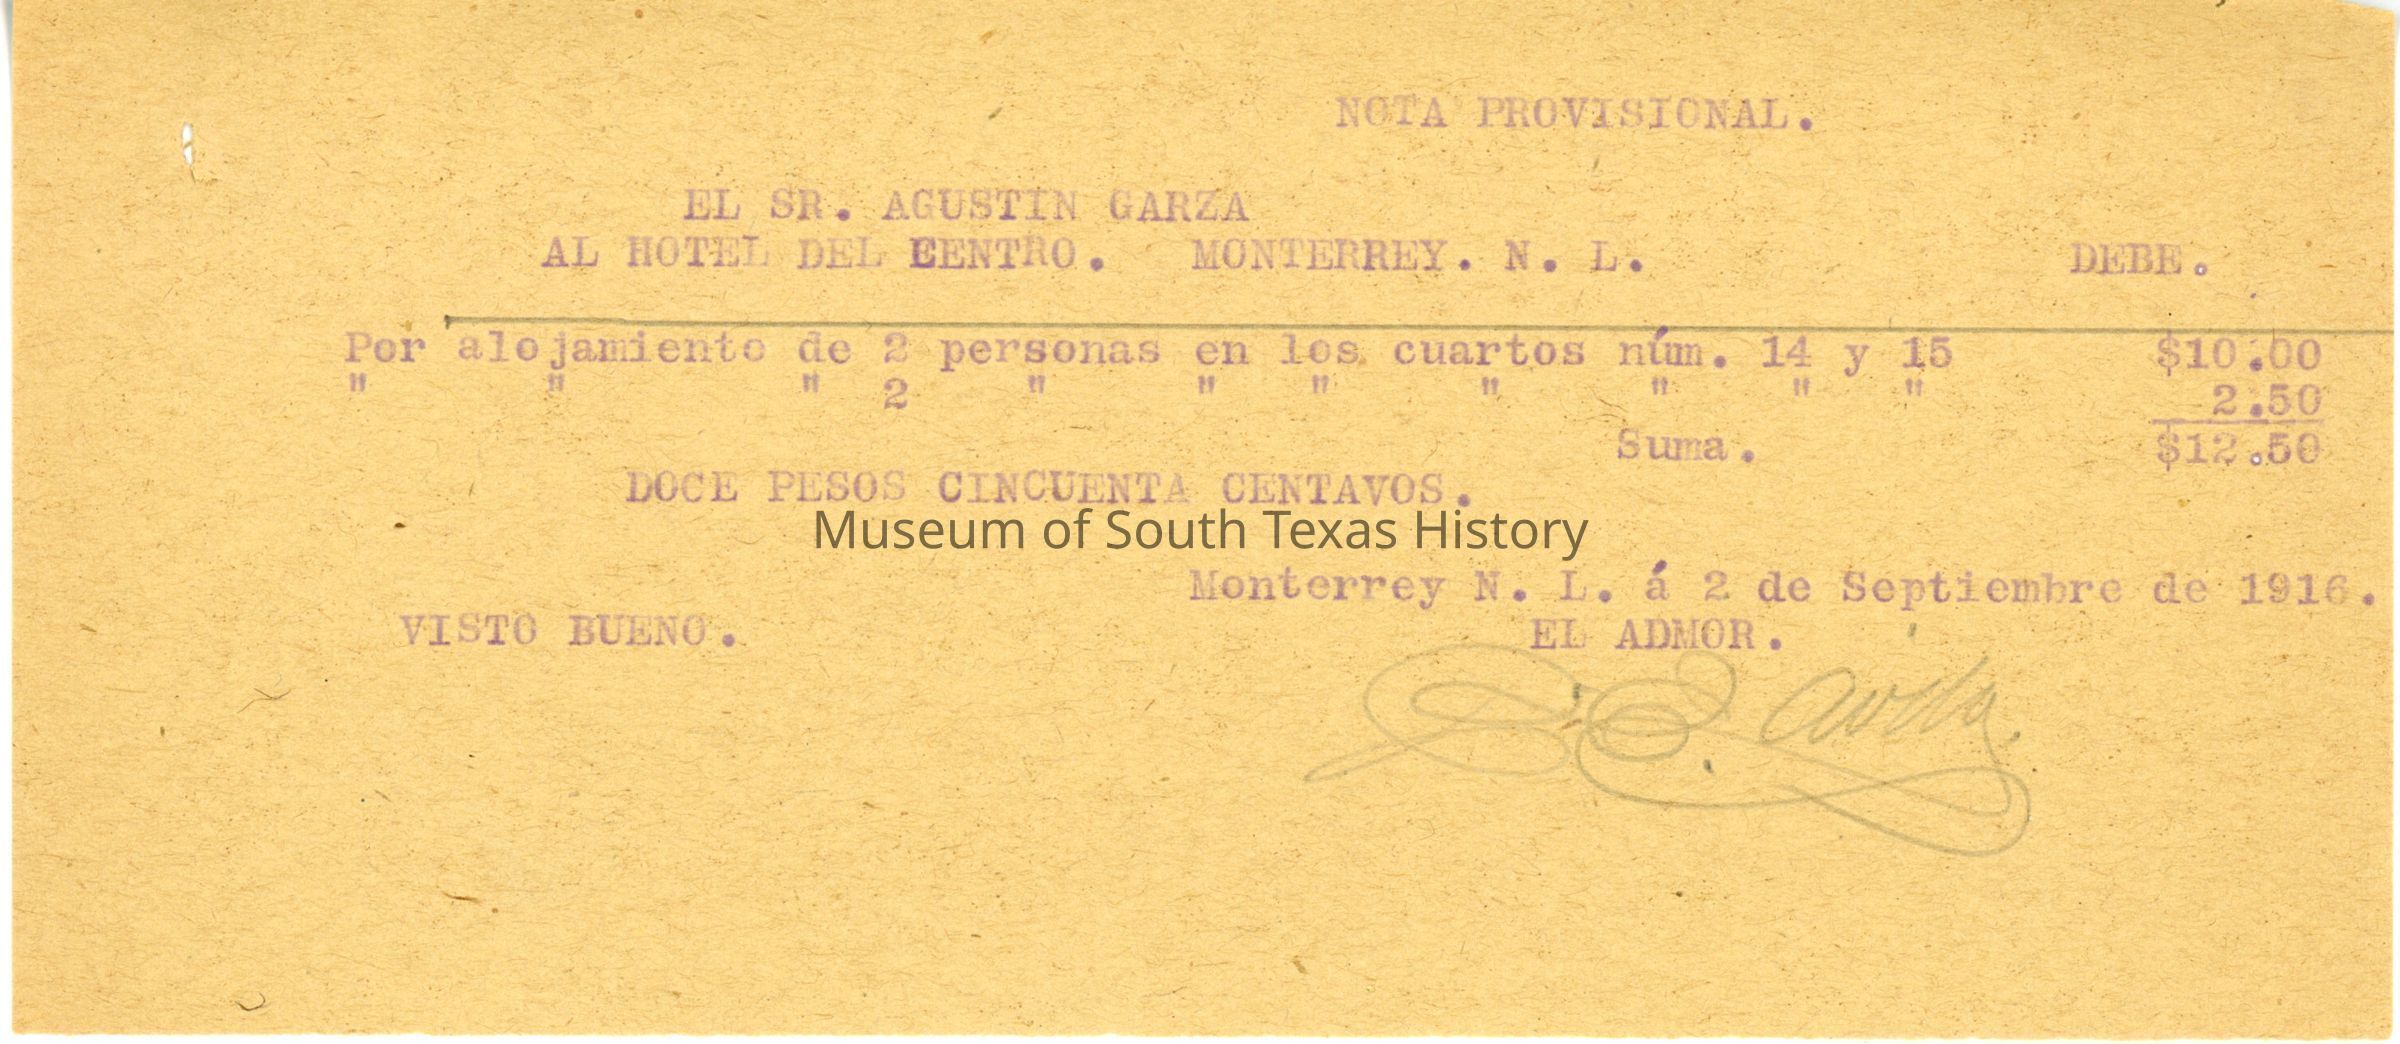 NOTA PROVISIONAL.
EL SR. AGUSTIN GARZA
AL HOTEL DEL EENTRO. MONTERREY. N. L. DEBE.
Por alojamiento de 2 personas en los cuartos núm. 14 y 15 $10.00
" " " 2 " " " " " " " 2.50
Suma. $12.50
DOCE PESOS CINCUENTA CENTAVOS.
Museum of South Texas History
Monterrey N. L. á 2 de Septiembre de 1916.
VISTO BUENO. EL ADMOR.